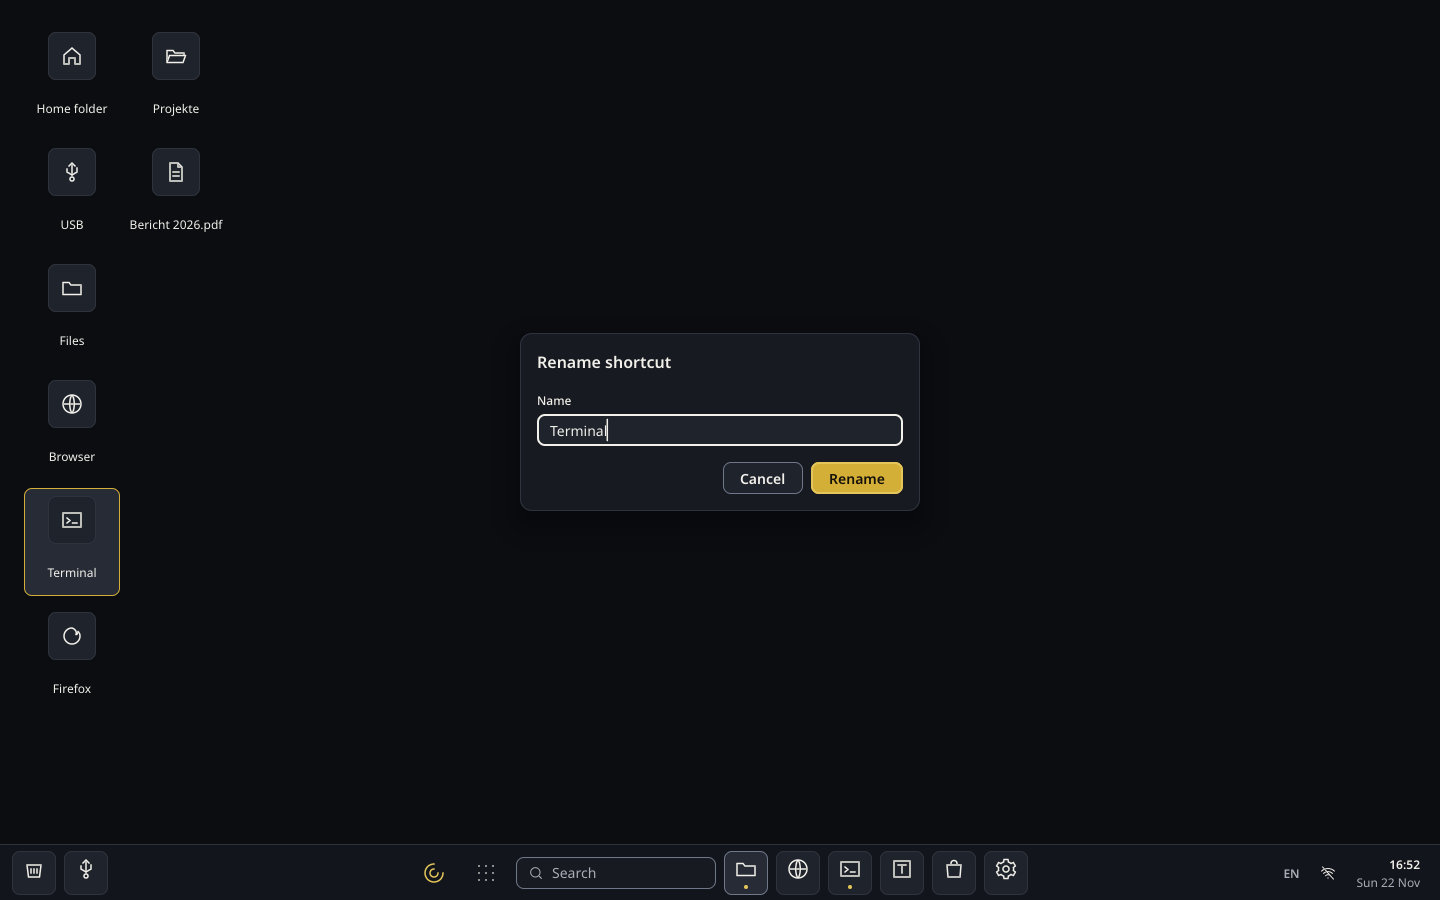 Home folder
Projekte
USB
Bericht 2026.pdf
Files
Browser
Terminal
Firefox
Rename shortcut
Name
Terminal
Cancel
Rename
Search
EN
16:52
Sun 22 Nov